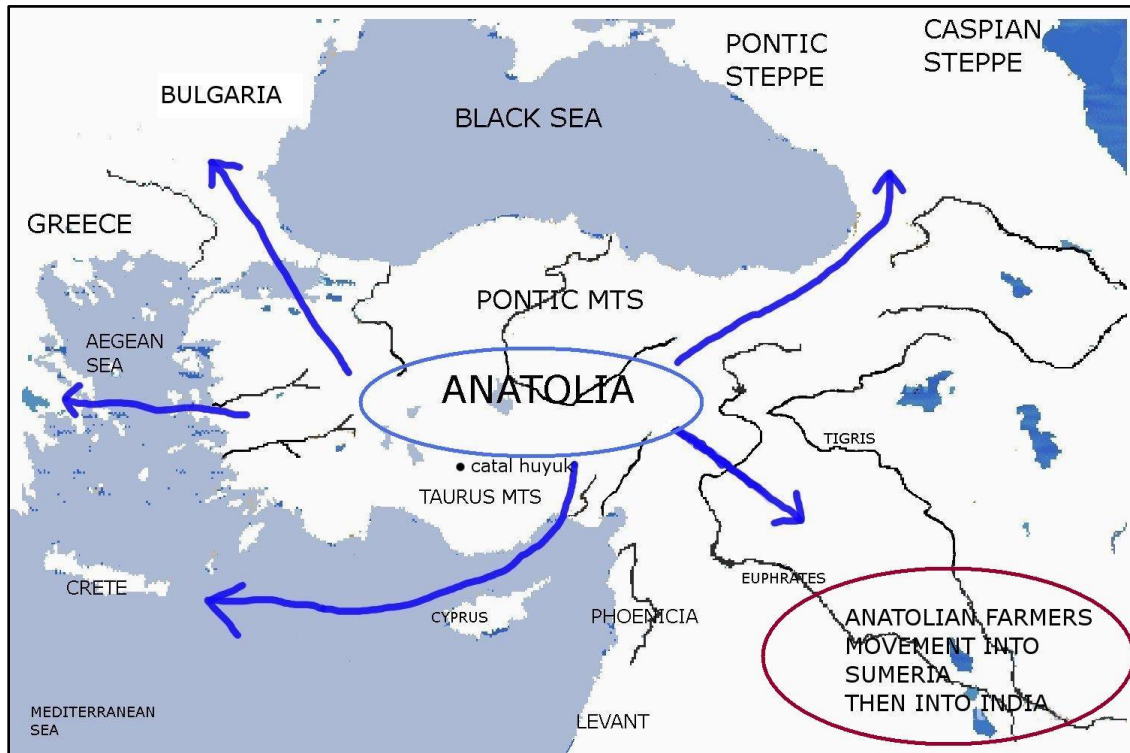 CASPIAN
STEPPE
PONTIC
STEPPE
BULGARIA
BLACK SEA
GREECE
PONTIC MTS
AEGEAN
SEA
ANATOLIA
TIGRIS
catal huyuk
TAURUS MTS
EUPHRATES
CRETE
CYPRUS
PHOENICIA
ANATOLIAN FARMERS
MOVEMENT INTO
SUMERIA
THEN INTO INDIA
MEDITERRANEAN
SEA
LEVANT